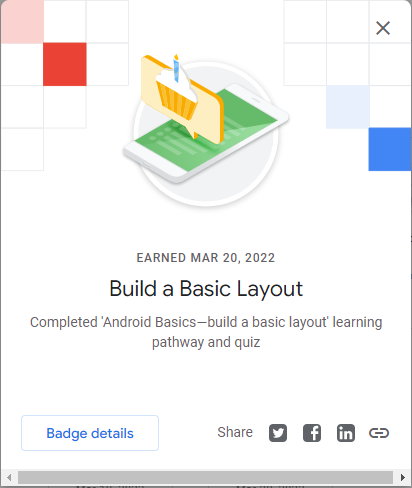 EARNED MAR 20, 2022
Build a Basic Layout
Completed 'Android Basics—build a basic layout' learning
pathway and quiz
Badge details
Share